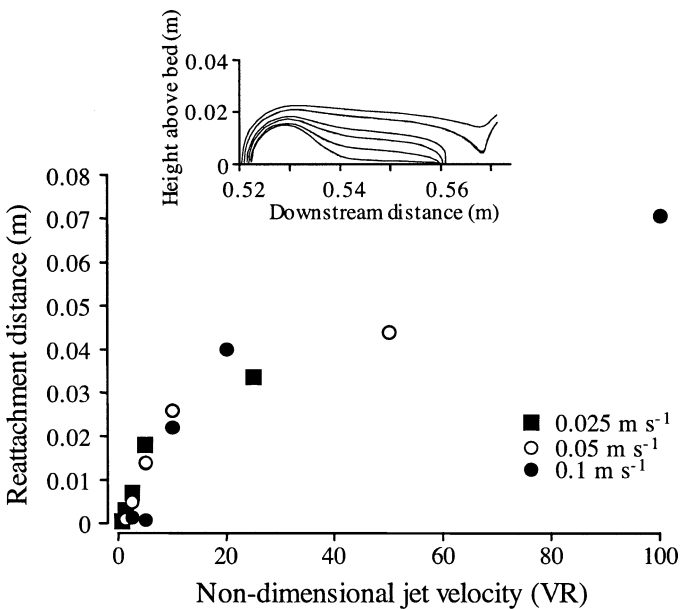 Height above bed (m)
0.04
0.02
0
0.52 0.54 0.56
Downstream distance (m)
Reattachment distance (m)
0.08
0.07
0.06
0.05
0.04
0.03
0.02
0.01
0
0.025 m s⁻¹
0.05 m s⁻¹
0.1 m s⁻¹
0 20 40 60 80 100
Non-dimensional jet velocity (VR)